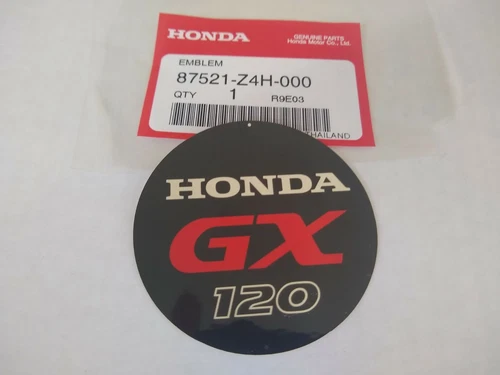 HONDA
GENUINE PARTS
Honda Motor Co., Ltd.
EMBLEM
87521-Z4H-000
QTY 1 R9E03
THAILAND
HONDA
GX
120